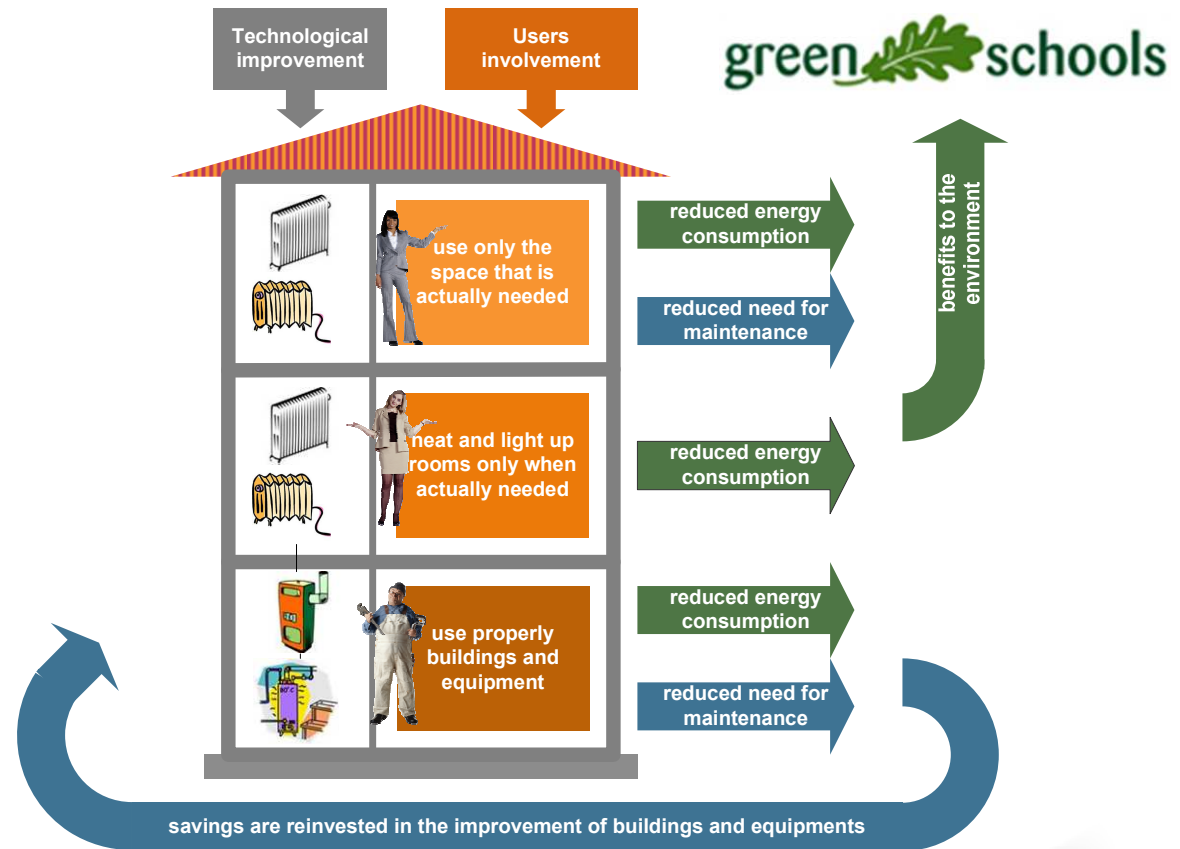 Technological
improvement
Users
involvement
green schools
use only the
space that is
actually needed
reduced energy
consumption
reduced need for
maintenance
benefits to the
environment
heat and light up
rooms only when
actually needed
reduced energy
consumption
80°C
use properly
buildings and
equipment
reduced energy
consumption
reduced need for
maintenance
savings are reinvested in the improvement of buildings and equipments